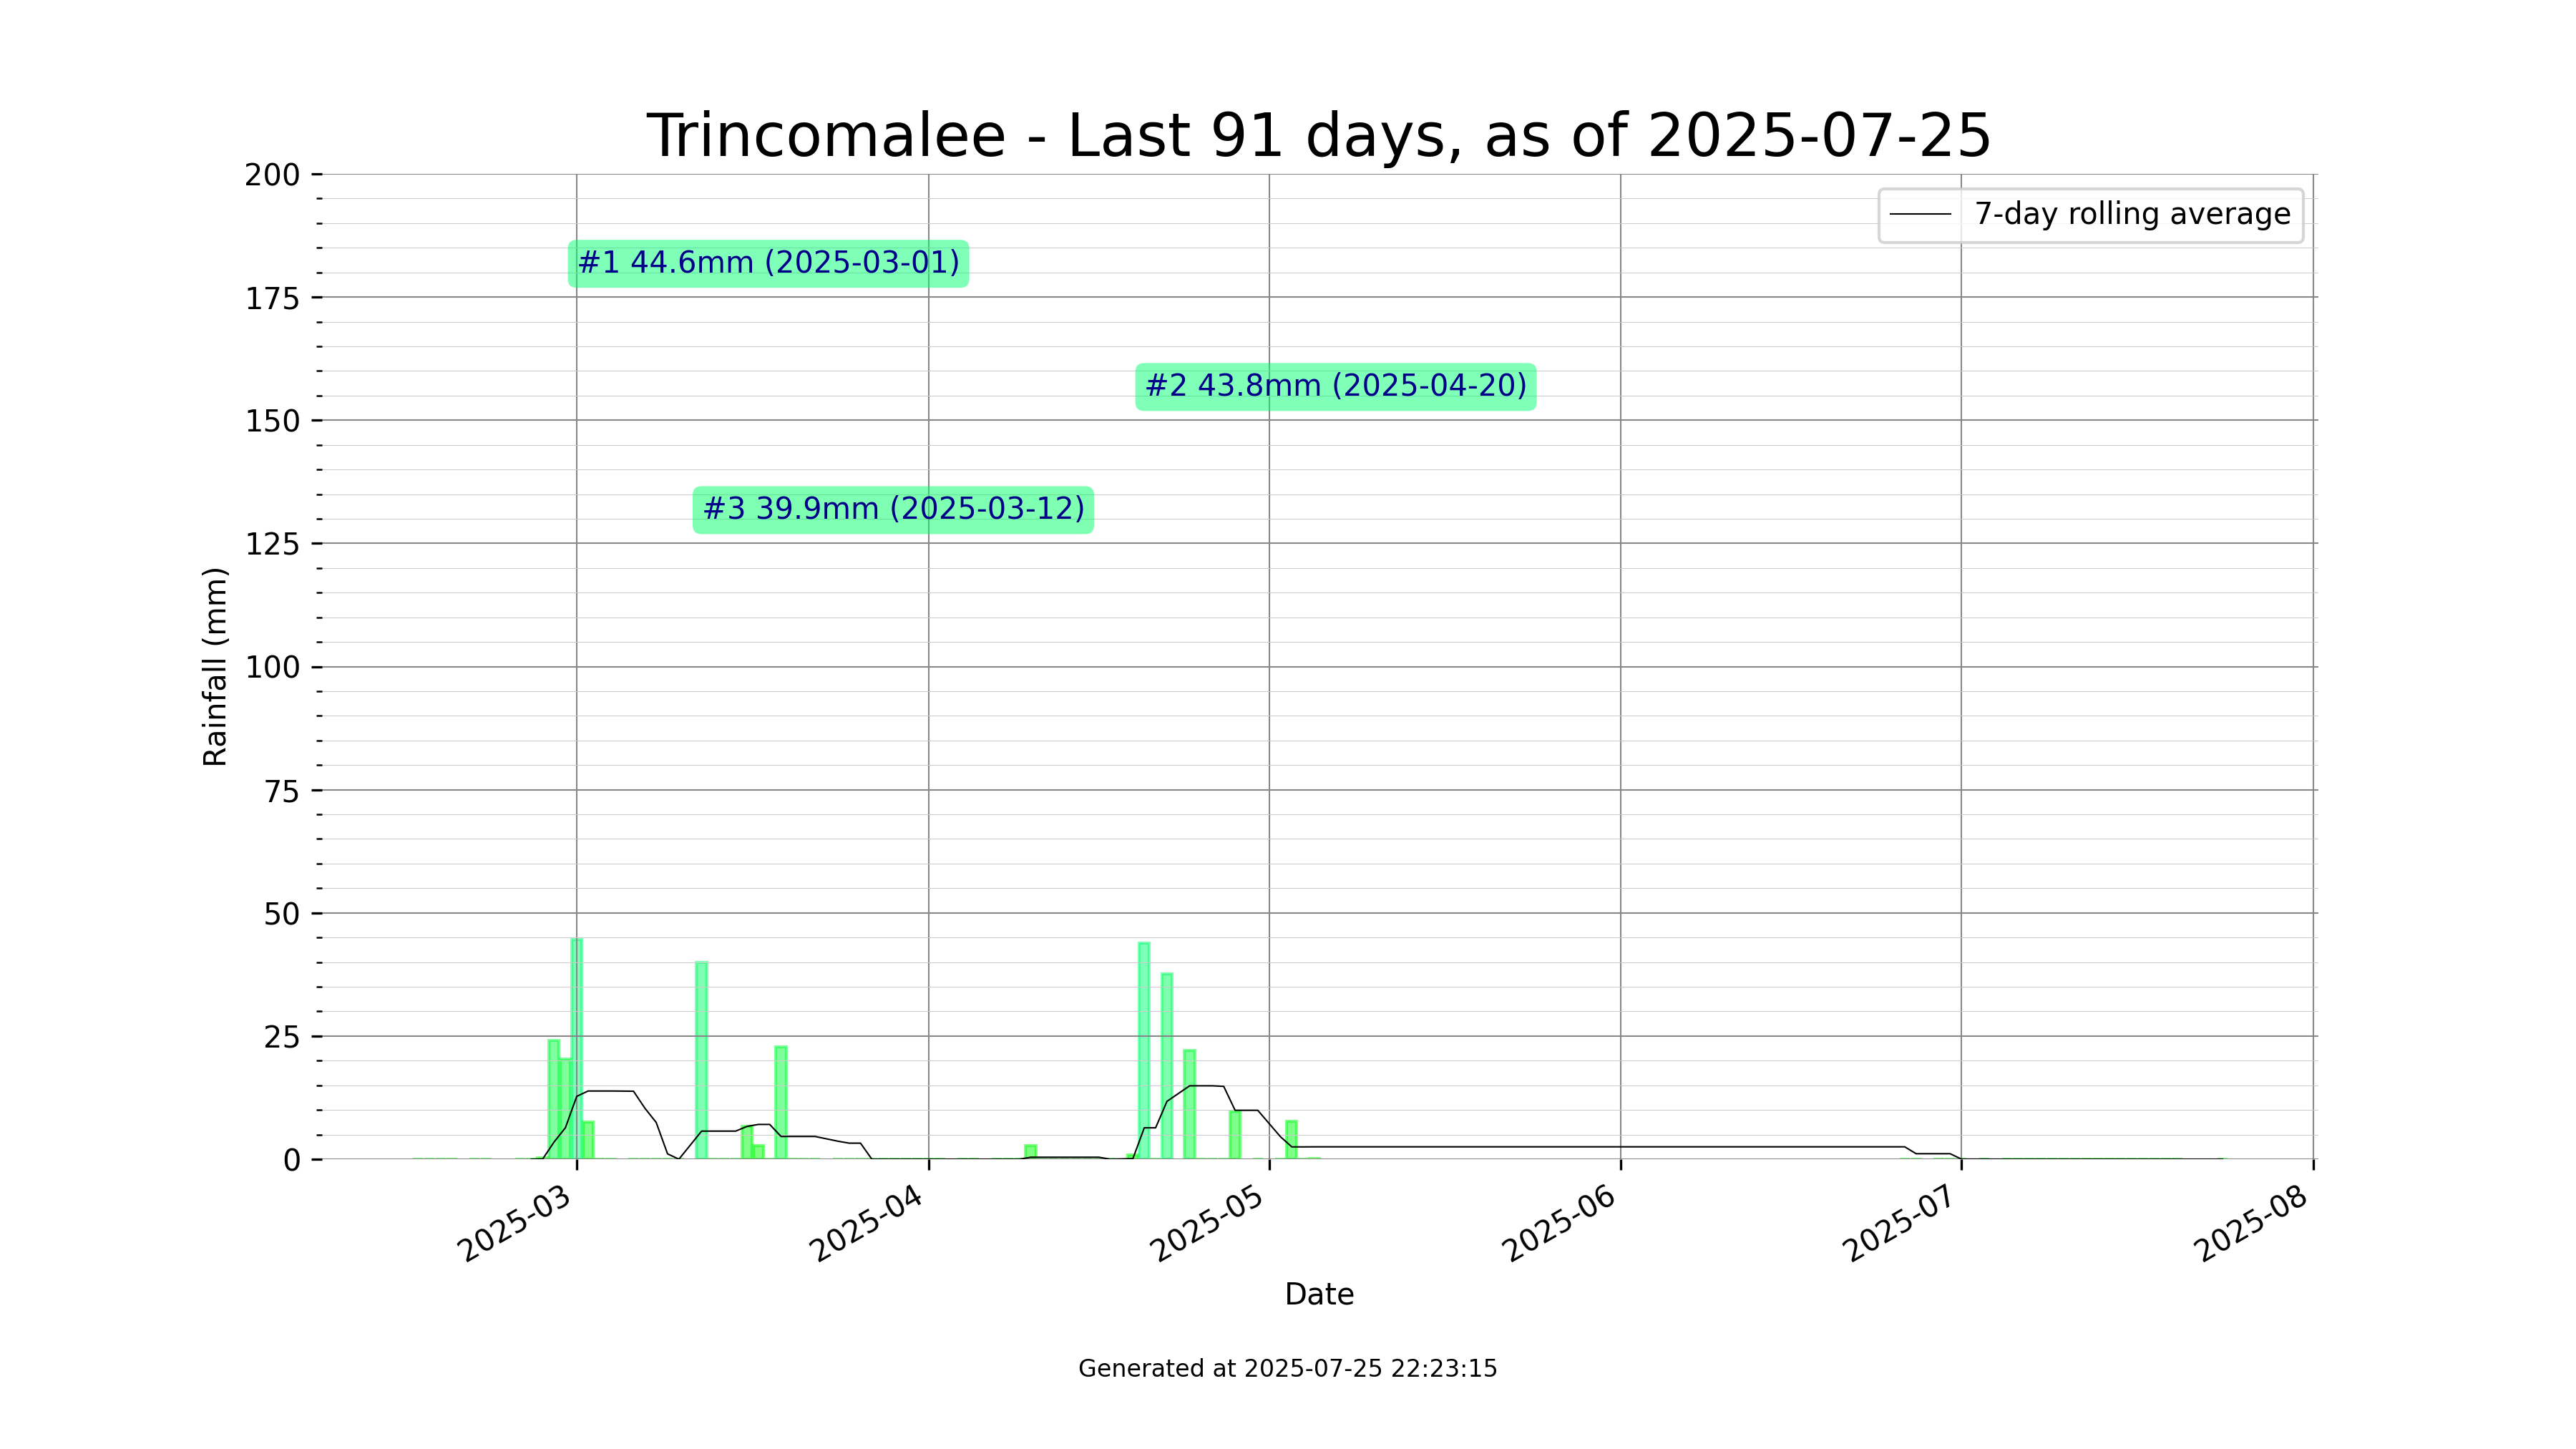 Trincomalee - Last 91 days, as of 2025-07-25
200
7-day rolling average
#1 44.6mm (2025-03-01)
175
#2 43.8mm (2025-04-20)
150
#3 39.9mm (2025-03-12)
125
100
75
50
25
0
Rainfall (mm)
2025-03
2025-04
2025-05
2025-06
2025-07
2025-08
Date
Generated at 2025-07-25 22:23:15